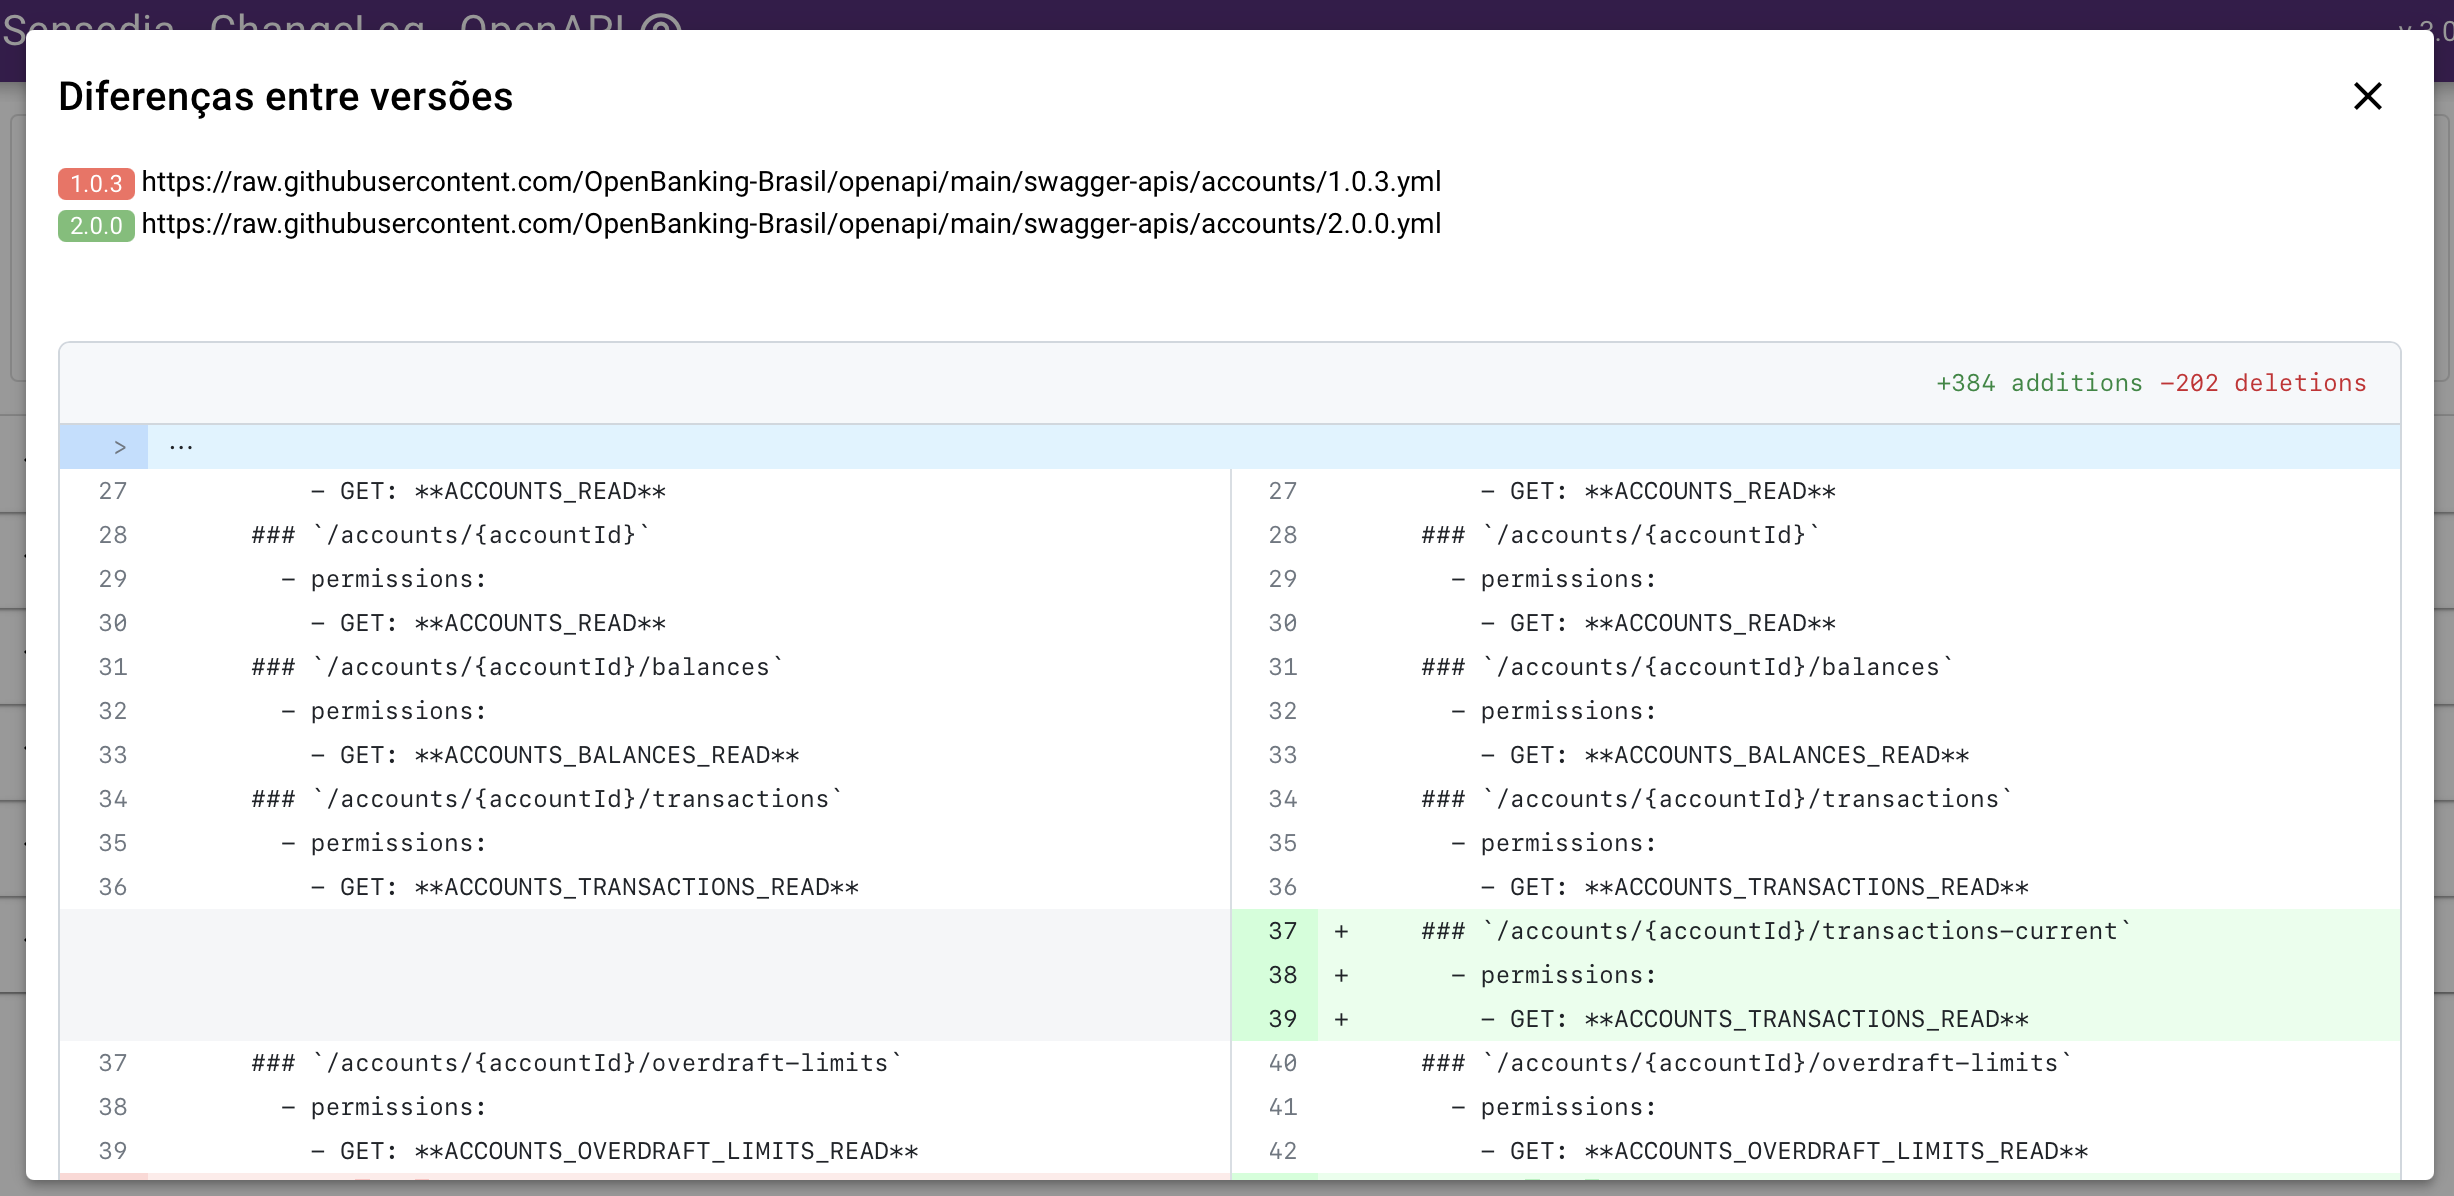 Sensedia - ChangeLog - OpenAPI
v 3.0
Diferenças entre versões
1.0.3 https://raw.githubusercontent.com/OpenBanking-Brasil/openapi/main/swagger-apis/accounts/1.0.3.yml
2.0.0 https://raw.githubusercontent.com/OpenBanking-Brasil/openapi/main/swagger-apis/accounts/2.0.0.yml
+384 additions -202 deletions
> ...
27 - GET: **ACCOUNTS_READ** 27 - GET: **ACCOUNTS_READ**
28 ### `/accounts/{accountId}` 28 ### `/accounts/{accountId}`
29 - permissions: 29 - permissions:
30 - GET: **ACCOUNTS_READ** 30 - GET: **ACCOUNTS_READ**
31 ### `/accounts/{accountId}/balances` 31 ### `/accounts/{accountId}/balances`
32 - permissions: 32 - permissions:
33 - GET: **ACCOUNTS_BALANCES_READ** 33 - GET: **ACCOUNTS_BALANCES_READ**
34 ### `/accounts/{accountId}/transactions` 34 ### `/accounts/{accountId}/transactions`
35 - permissions: 35 - permissions:
36 - GET: **ACCOUNTS_TRANSACTIONS_READ** 36 - GET: **ACCOUNTS_TRANSACTIONS_READ**
37 + ### `/accounts/{accountId}/transactions-current`
38 + - permissions:
39 + - GET: **ACCOUNTS_TRANSACTIONS_READ**
37 ### `/accounts/{accountId}/overdraft-limits` 40 ### `/accounts/{accountId}/overdraft-limits`
38 - permissions: 41 - permissions:
39 - GET: **ACCOUNTS_OVERDRAFT_LIMITS_READ** 42 - GET: **ACCOUNTS_OVERDRAFT_LIMITS_READ**